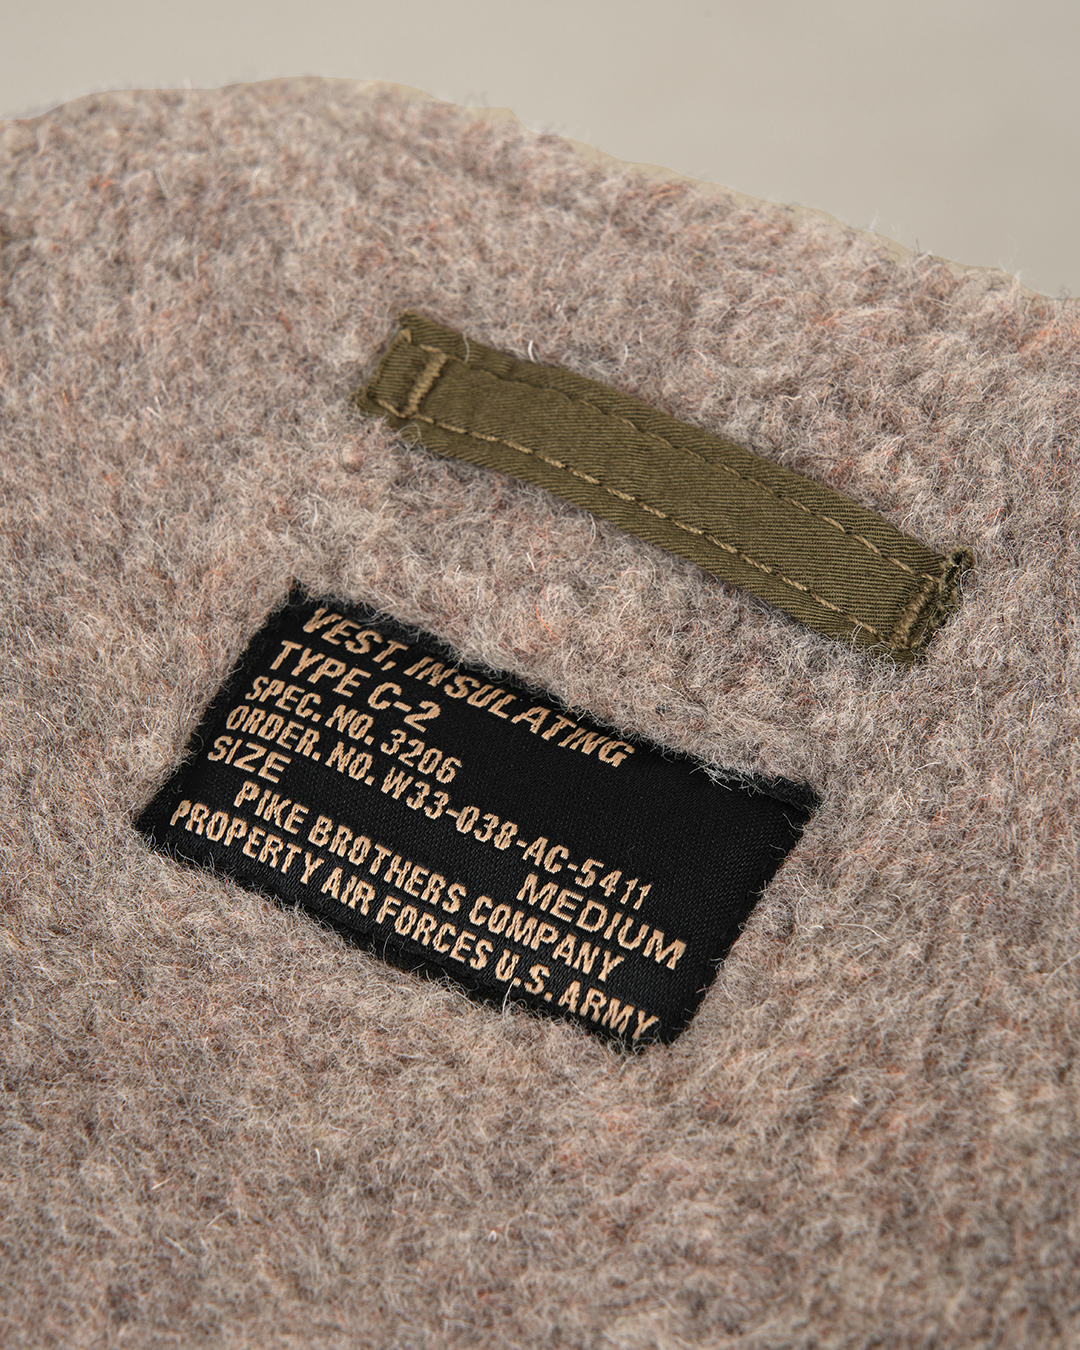 VEST, INSULATING
TYPE C-2
SPEC. NO. 3206
ORDER. NO. W33-038-AC-5411
SIZE MEDIUM
PIKE BROTHERS COMPANY
PROPERTY AIR FORCES U.S. ARMY